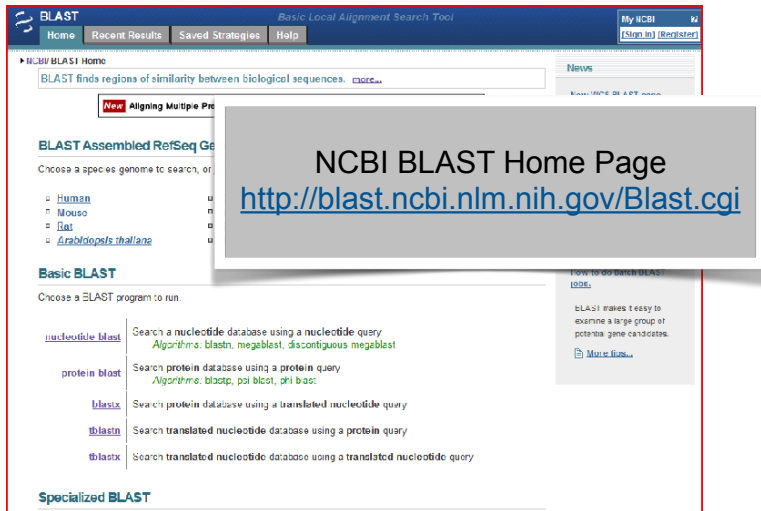 BLAST
Basic Local Alignment Search Tool
My NCBI
[Sign In] [Register]
Home Recent Results Saved Strategies Help
NCBI/ BLAST Home
BLAST finds regions of similarity between biological sequences. more...
News
New Aligning Multiple Pro
NCBI BLAST Home Page
http://blast.ncbi.nlm.nih.gov/Blast.cgi
BLAST Assembled RefSeq Ge
Choose a species genome to search, or
Human
Mouse
Rat
Arabidopsis thaliana
Basic BLAST
Choose a BLAST program to run.
nucleotide blast Search a nucleotide database using a nucleotide query
Algorithms: blastn, megablast, discontiguous megablast
protein blast Search protein database using a protein query
Algorithms: blastp, psi blast, phi blast
blastx Search protein database using a translated nucleotide query
tblastn Search translated nucleotide database using a protein query
tblastx Search translated nucleotide database using a translated nucleotide query
Specialized BLAST
How to do Batch BLAST
jobs.
BLAST makes it easy to
examine a large group of
potential gene candidates.
More tips...